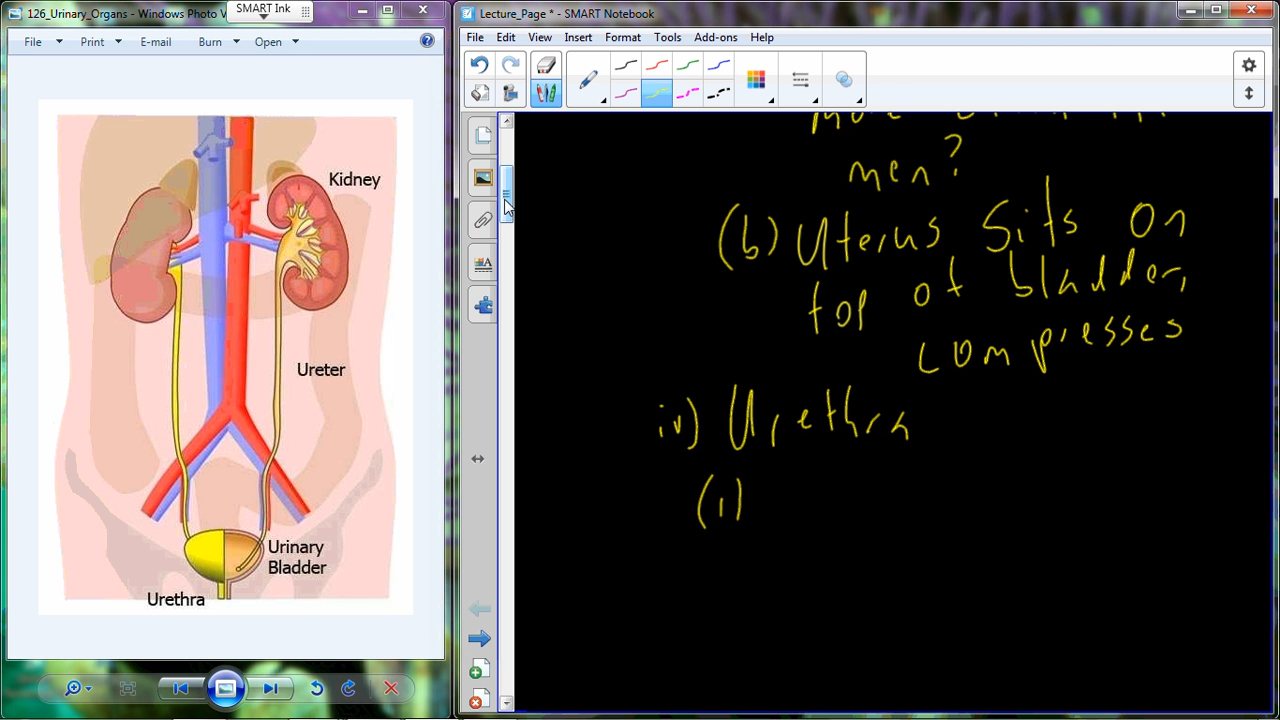 126_Urinary_Organs - Windows Photo V
SMART Ink
File Print E-mail Burn Open
Kidney
Ureter
Urinary
Bladder
Urethra
Lecture_Page * - SMART Notebook
File Edit View Insert Format Tools Add-ons Help
men?
(b) Uterus Sits On
top of bladder,
compresses
iv) Urethra
(1)